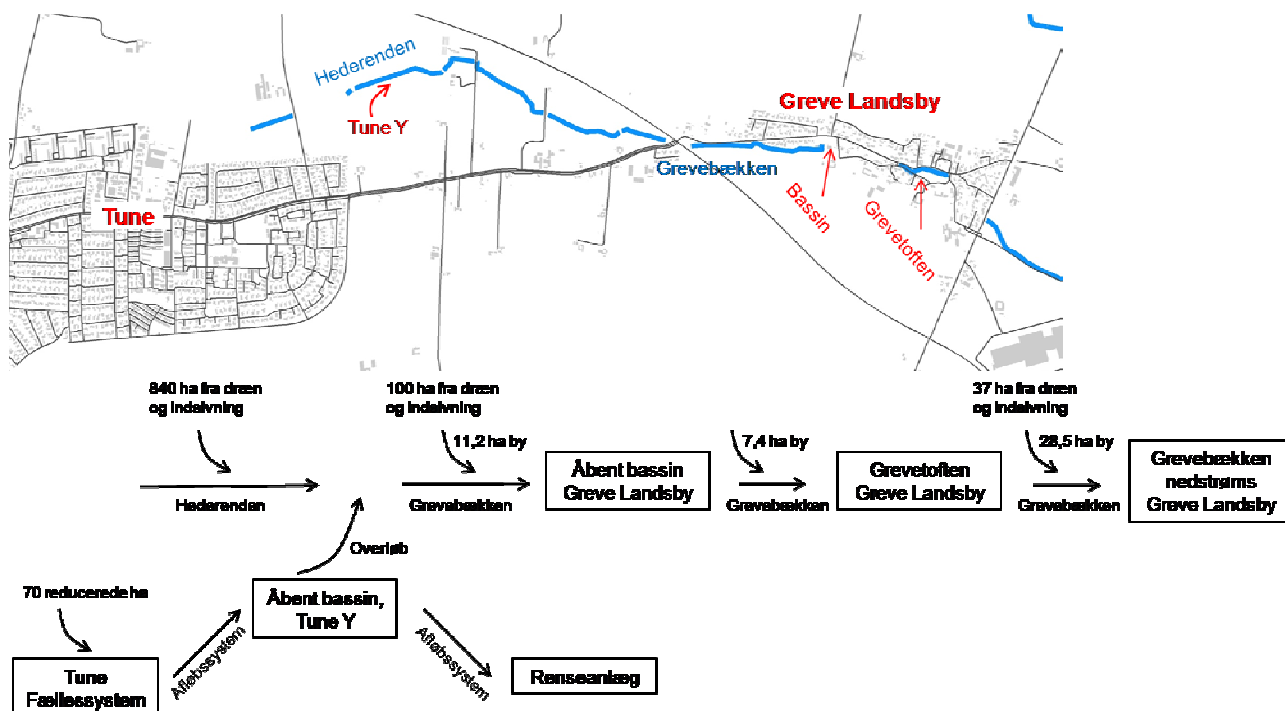 Hederenden
Tune Y
Greve Landsby
Grevebækken
Bassin
Grevetoften
Tune
840 ha fra dræn
og indsivning
100 ha fra dræn
og indsivning
37 ha fra dræn
og indsivning
11,2 ha by
7,4 ha by
28,5 ha by
Hederenden
Grevebækken
Åbent bassin
Greve Landsby
Grevebækken
Grevetoften
Greve Landsby
Grevebækken
Grevebækken
nedstrøms
Greve Landsby
Overløb
70 reducerede ha
Åbent bassin,
Tune Y
Afløbssystem
Afløbssystem
Tune
Fællessystem
Renseanlæg